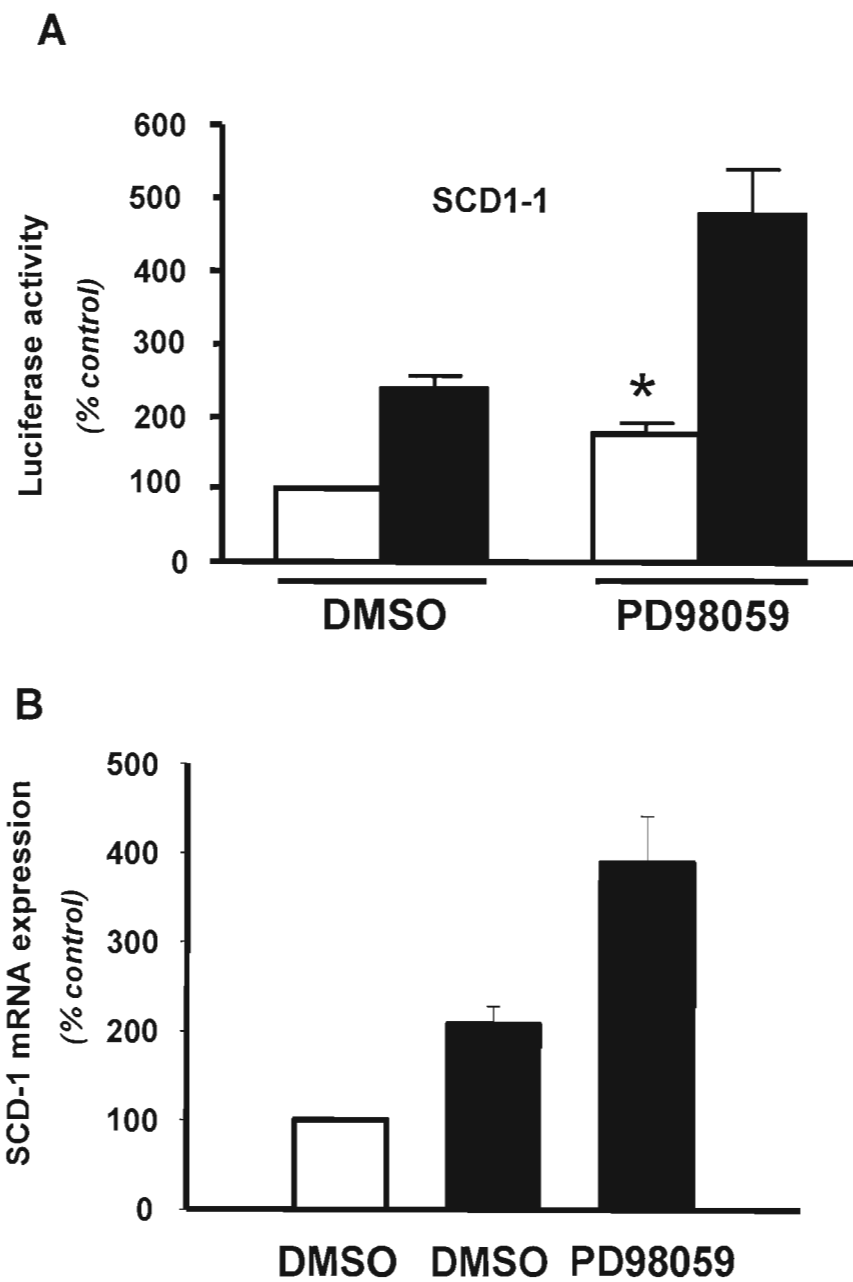 A
600
500
400
300
200
100
0
Luciferase activity
(% control)
SCD1-1
*
DMSO
PD98059
B
500
400
300
200
100
0
SCD-1 mRNA expression
(% control)
DMSO DMSO PD98059